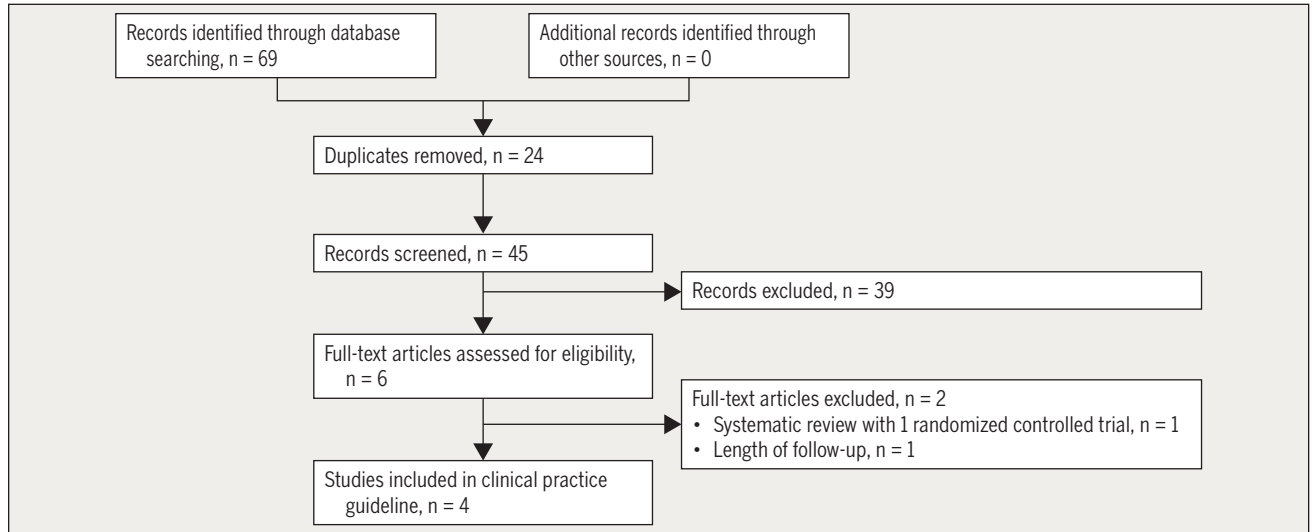 Records identified through database
searching, n = 69
Additional records identified through
other sources, n = 0
Duplicates removed, n = 24
Records screened, n = 45
Records excluded, n = 39
Full-text articles assessed for eligibility,
n = 6
Full-text articles excluded, n = 2
• Systematic review with 1 randomized controlled trial, n = 1
• Length of follow-up, n = 1
Studies included in clinical practice
guideline, n = 4